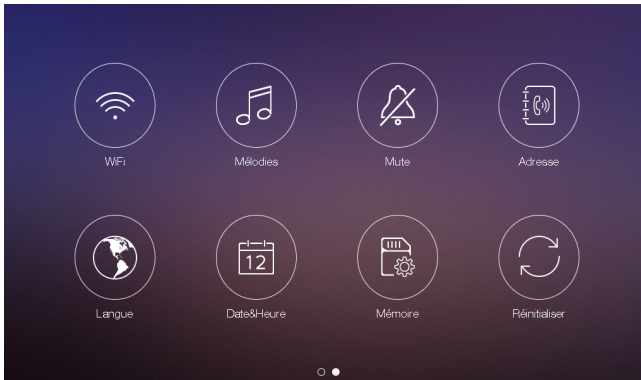 WiFi
Mélodies
Mute
Adresse
12
Langue
Date&Heure
Mémoire
Réinitialiser